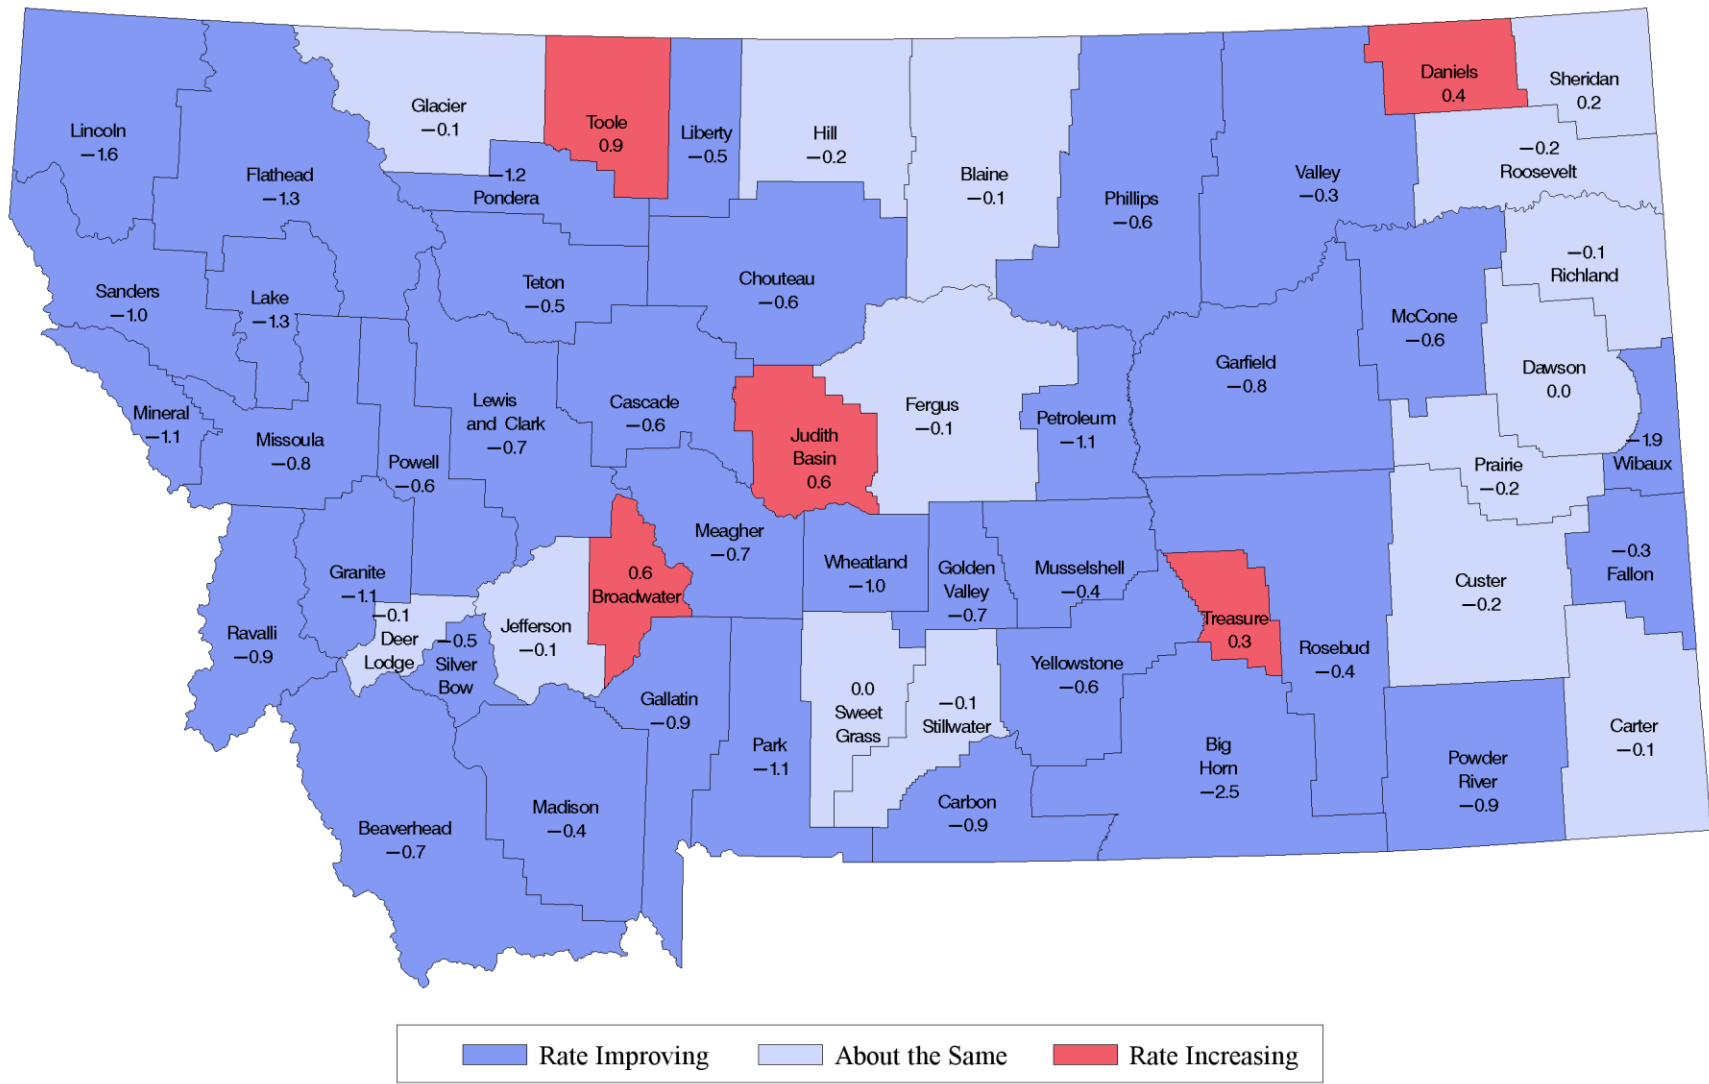 Lincoln
−1.6
Flathead
−1.3
Glacier
−0.1
Toole
0.9
Liberty
−0.5
Hill
−0.2
Blaine
−0.1
Phillips
−0.6
Valley
−0.3
Daniels
0.4
Sheridan
0.2
−0.2
Roosevelt
−1.2
Pondera
Sanders
−1.0
Lake
−1.3
Teton
−0.5
Chouteau
−0.6
−0.1
Richland
McCone
−0.6
Garfield
−0.8
Dawson
0.0
Mineral
−1.1
Missoula
−0.8
Powell
−0.6
Lewis
and Clark
−0.7
Cascade
−0.6
Judith
Basin
0.6
Fergus
−0.1
Petroleum
−1.1
Prairie
−0.2
−1.9
Wibaux
Granite
−1.1
Meagher
−0.7
0.6
Broadwater
Wheatland
−1.0
Golden
Valley
−0.7
Musselshell
−0.4
Treasure
0.3
Custer
−0.2
−0.3
Fallon
Ravalli
−0.9
−0.1
Deer
Lodge
−0.5
Silver
Bow
Jefferson
−0.1
Gallatin
−0.9
Park
−1.1
0.0
Sweet
Grass
−0.1
Stillwater
Yellowstone
−0.6
Rosebud
−0.4
Big
Horn
−2.5
Powder
River
−0.9
Carter
−0.1
Beaverhead
−0.7
Madison
−0.4
Carbon
−0.9
Rate Improving
About the Same
Rate Increasing